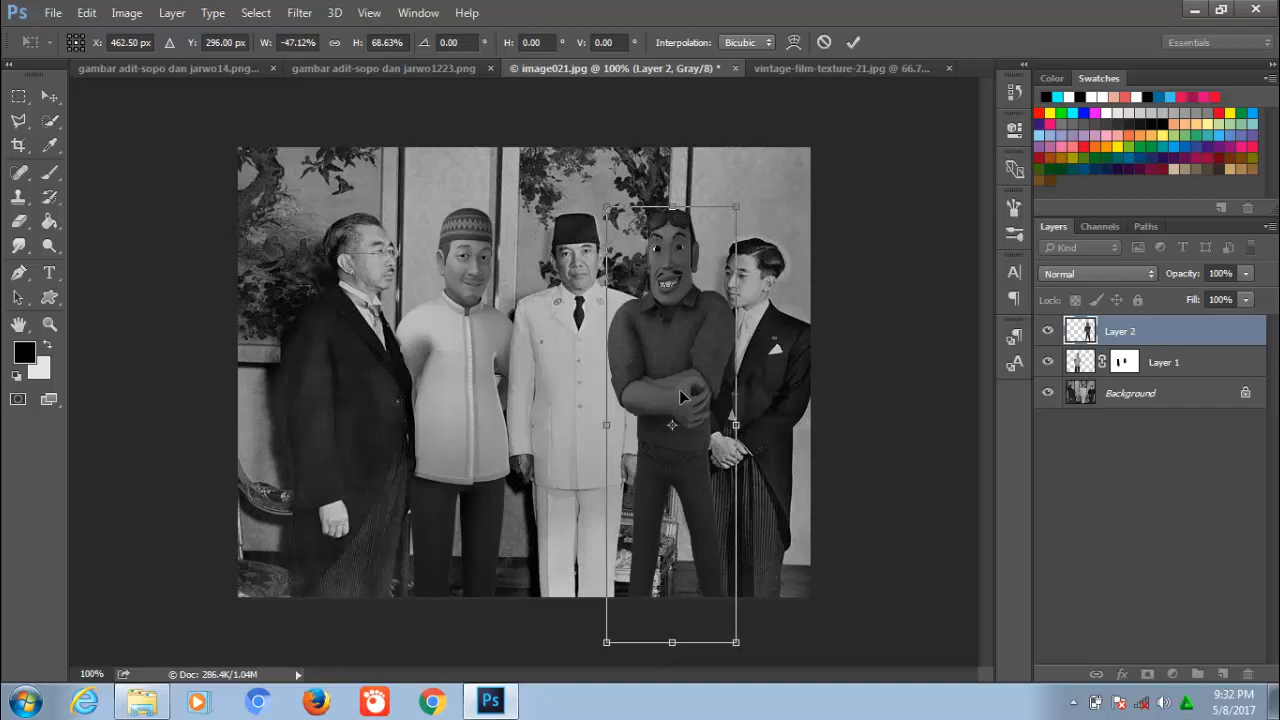 Ps File Edit Image Layer Type Select Filter 3D View Window Help
X: 462.50 px Y: 296.00 px W: -47.12% H: 68.63% 0.00 ° H: 0.00 ° V: 0.00 ° Interpolation: Bicubic Essentials
gambar adit-sopo dan jarwo14.png... × gambar adit-sopo dan jarwo1223.png × © image021.jpg @ 100% (Layer 2, Gray/8) * × vintage-film-texture-21.jpg @ 66.7... ×
Color Swatches
Layers Channels Paths
Kind
Normal Opacity: 100%
Lock: Fill: 100%
Layer 2
Layer 1
Background
100% © Doc: 286.4K/1.04M
Ps
9:32 PM
5/8/2017